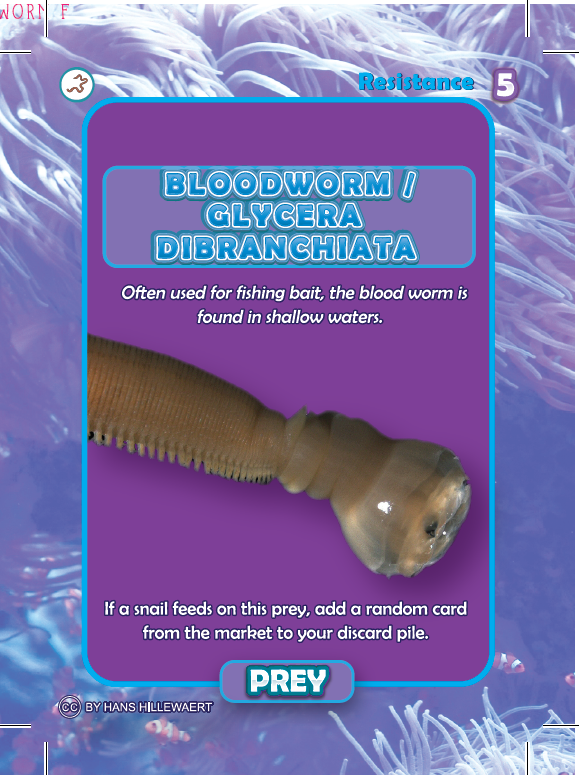 WORM F
Resistance 5
BLOODWORM /
GLYCERA
DIBRANCHIATA
Often used for fishing bait, the blood worm is
found in shallow waters.
If a snail feeds on this prey, add a random card
from the market to your discard pile.
PREY
CC BY HANS HILLEWAERT